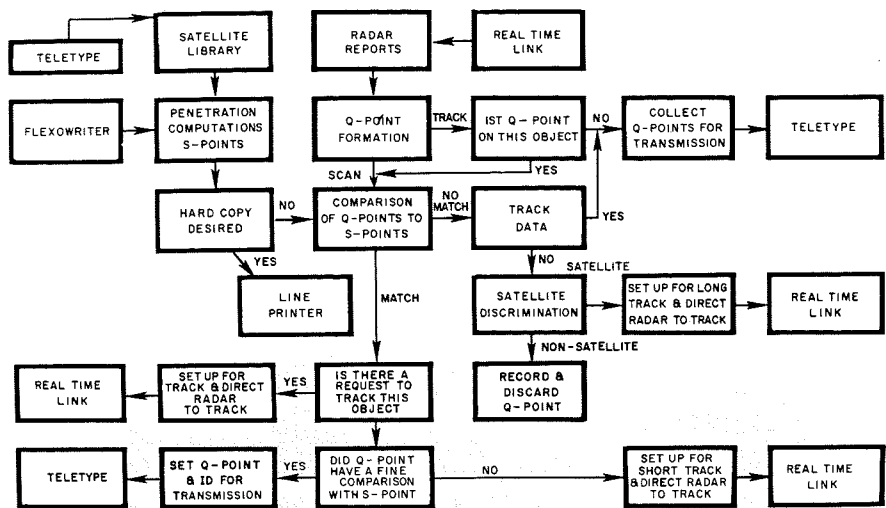 TELETYPE
SATELLITE
LIBRARY
RADAR
REPORTS
REAL TIME
LINK
FLEXOWRITER
PENETRATION
COMPUTATIONS
S-POINTS
Q-POINT
FORMATION
TRACK
IST Q-POINT
ON THIS OBJECT
NO
COLLECT
Q-POINTS FOR
TRANSMISSION
TELETYPE
SCAN
YES
HARD COPY
DESIRED
NO
COMPARISON
OF Q-POINTS TO
S-POINTS
NO
MATCH
TRACK
DATA
YES
YES
LINE
PRINTER
MATCH
NO
SATELLITE
SATELLITE
DISCRIMINATION
SET UP FOR LONG
TRACK & DIRECT
RADAR TO TRACK
REAL TIME
LINK
NON-SATELLITE
RECORD &
DISCARD
Q-POINT
REAL TIME
LINK
SET UP FOR
TRACK & DIRECT
RADAR
TO TRACK
YES
IS THERE A
REQUEST TO
TRACK THIS
OBJECT
TELETYPE
SET Q-POINT
& ID FOR
TRANSMISSION
YES
DID Q-POINT
HAVE A FINE
COMPARISON
WITH S-POINT
NO
SET UP FOR
SHORT TRACK
& DIRECT RADAR
TO TRACK
REAL TIME
LINK